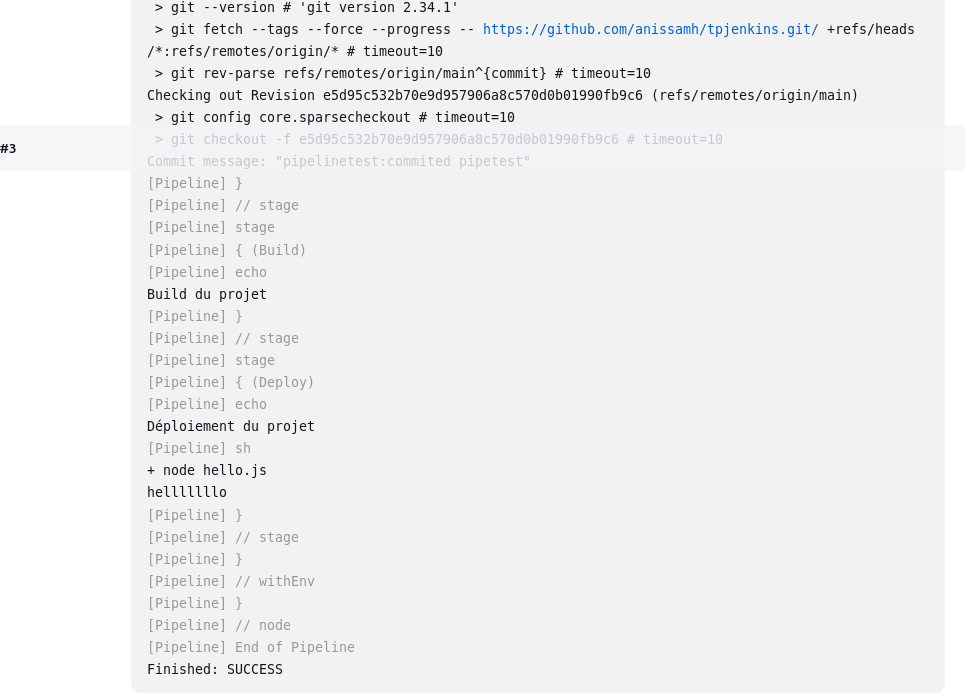 > git --version # 'git version 2.34.1'
> git fetch --tags --force --progress -- https://github.com/anissamh/tpjenkins.git/ +refs/heads
/*:refs/remotes/origin/* # timeout=10
> git rev-parse refs/remotes/origin/main^{commit} # timeout=10
Checking out Revision e5d95c532b70e9d957906a8c570d0b01990fb9c6 (refs/remotes/origin/main)
> git config core.sparsecheckout # timeout=10
> git checkout -f e5d95c532b70e9d957906a8c570d0b01990fb9c6 # timeout=10
#3
Commit message: "pipelinetest:commited pipetest"
[Pipeline] }
[Pipeline] // stage
[Pipeline] stage
[Pipeline] { (Build)
[Pipeline] echo
Build du projet
[Pipeline] }
[Pipeline] // stage
[Pipeline] stage
[Pipeline] { (Deploy)
[Pipeline] echo
Déploiement du projet
[Pipeline] sh
+ node hello.js
helllllllo
[Pipeline] }
[Pipeline] // stage
[Pipeline] }
[Pipeline] // withEnv
[Pipeline] }
[Pipeline] // node
[Pipeline] End of Pipeline
Finished: SUCCESS